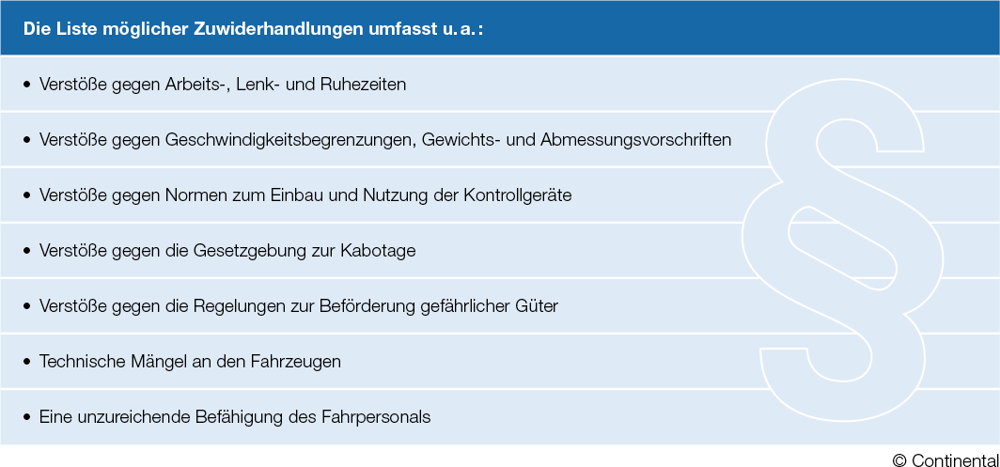 Die Liste möglicher Zuwiderhandlungen umfasst u. a.:
• Verstöße gegen Arbeits-, Lenk- und Ruhezeiten
• Verstöße gegen Geschwindigkeitsbegrenzungen, Gewichts- und Abmessungsvorschriften
• Verstöße gegen Normen zum Einbau und Nutzung der Kontrollgeräte
• Verstöße gegen die Gesetzgebung zur Kabotage
• Verstöße gegen die Regelungen zur Beförderung gefährlicher Güter
• Technische Mängel an den Fahrzeugen
• Eine unzureichende Befähigung des Fahrpersonals
§
© Continental